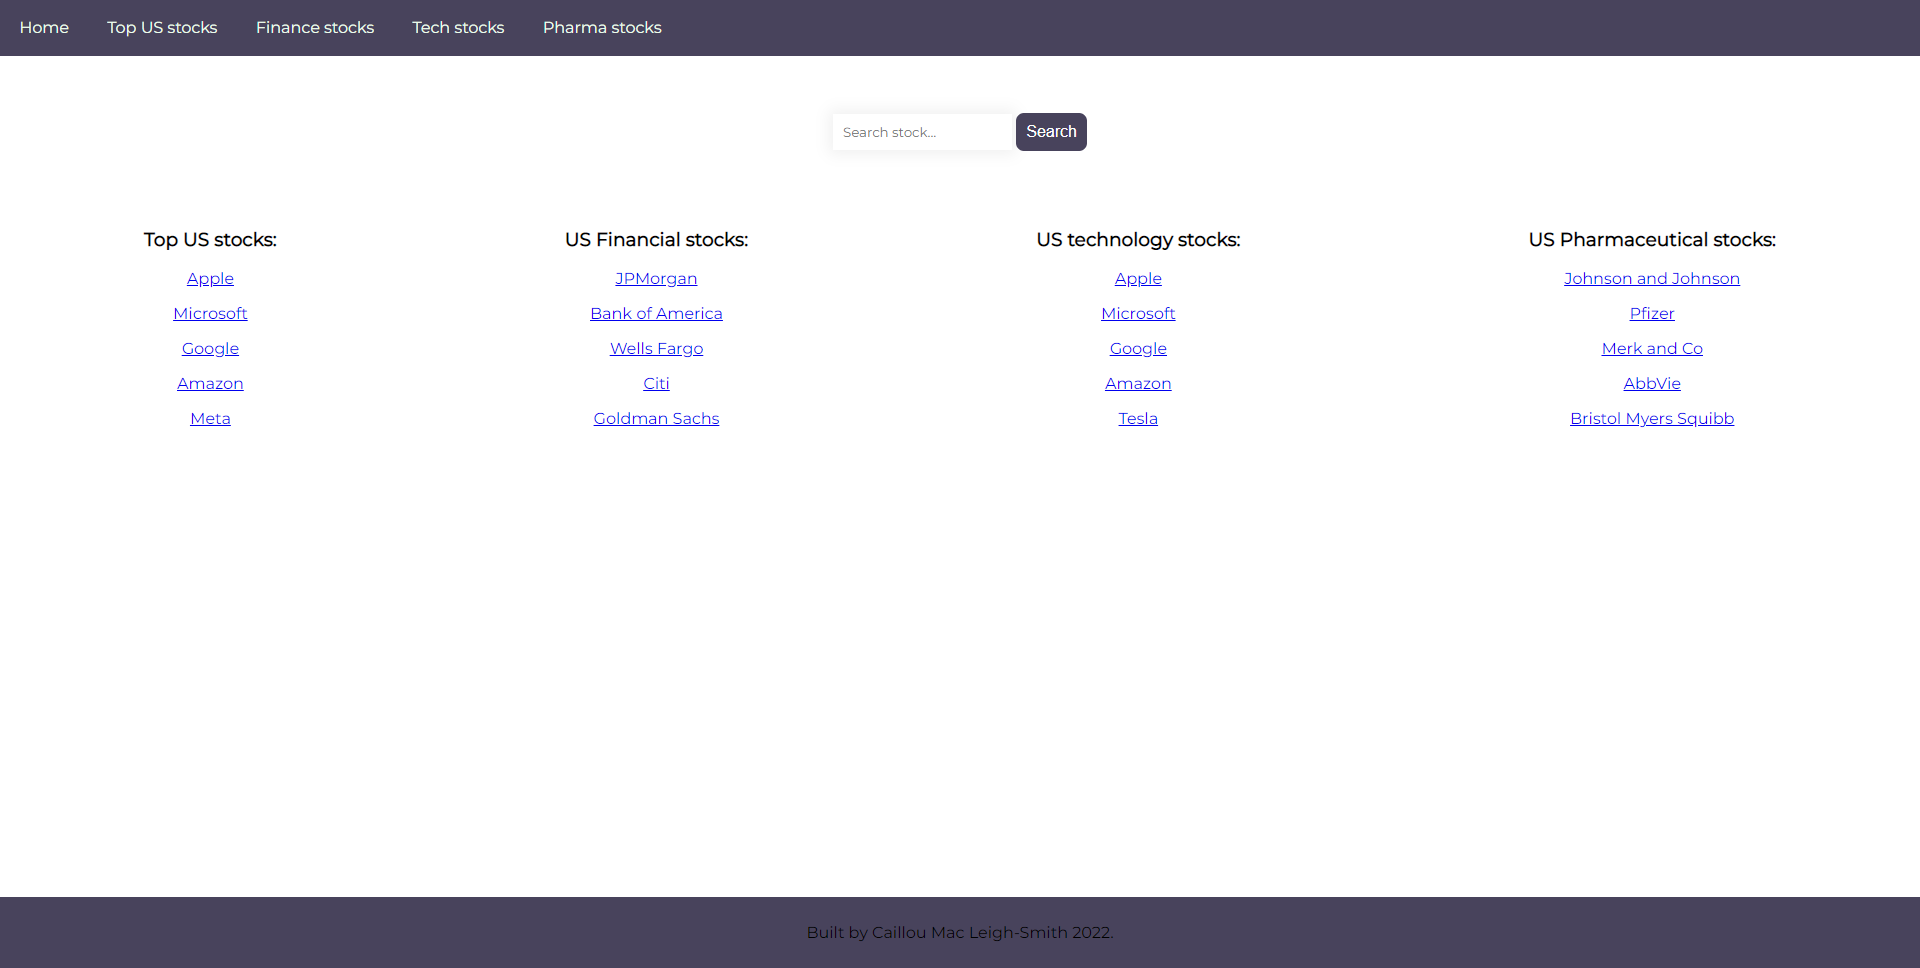 Home Top US stocks Finance stocks Tech stocks Pharma stocks
Search stock... Search
Top US stocks:
Apple
Microsoft
Google
Amazon
Meta
US Financial stocks:
JPMorgan
Bank of America
Wells Fargo
Citi
Goldman Sachs
US technology stocks:
Apple
Microsoft
Google
Amazon
Tesla
US Pharmaceutical stocks:
Johnson and Johnson
Pfizer
Merk and Co
AbbVie
Bristol Myers Squibb
Built by Caillou Mac Leigh-Smith 2022.